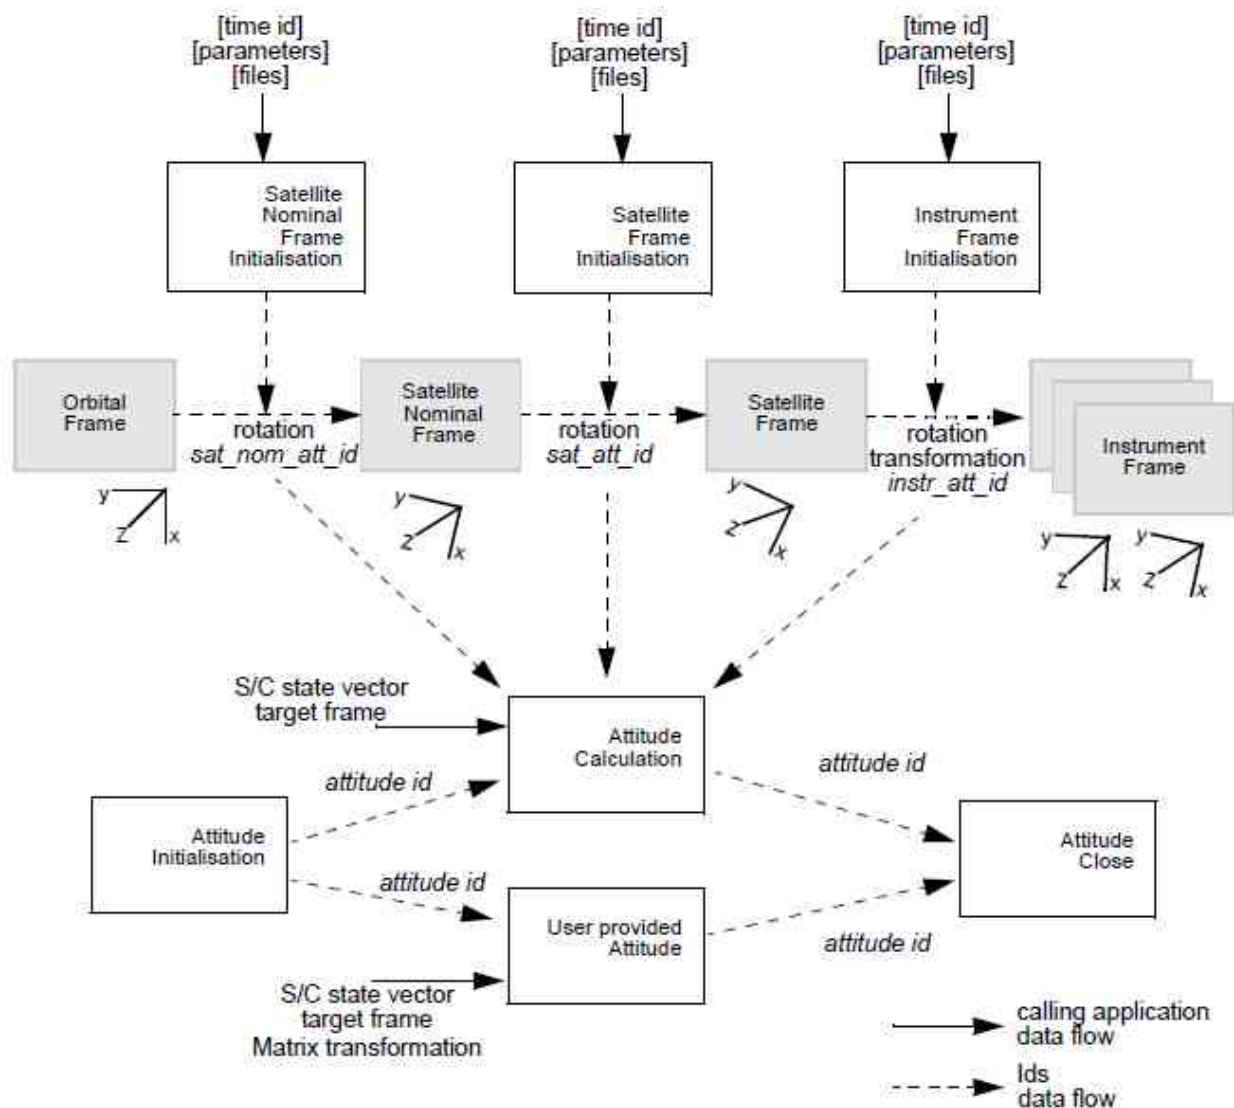 [time id]
[parameters]
[files]
[time id]
[parameters]
[files]
[time id]
[parameters]
[files]
Satellite
Nominal
Frame
Initialisation
Satellite
Frame
Initialisation
Instrument
Frame
Initialisation
Orbital
Frame
rotation
sat_nom_att_id
Satellite
Nominal
Frame
rotation
sat_att_id
Satellite
Frame
rotation
transformation
instr_att_id
Instrument
Frame
y
Z
x
y
Z
x
y
Z
x
y
Z
x
y
Z
x
S/C state vector
target frame
Attitude
Calculation
attitude id
attitude id
Attitude
Initialisation
Attitude
Close
attitude id
User provided
Attitude
attitude id
S/C state vector
target frame
Matrix transformation
calling application
data flow
Ids
data flow